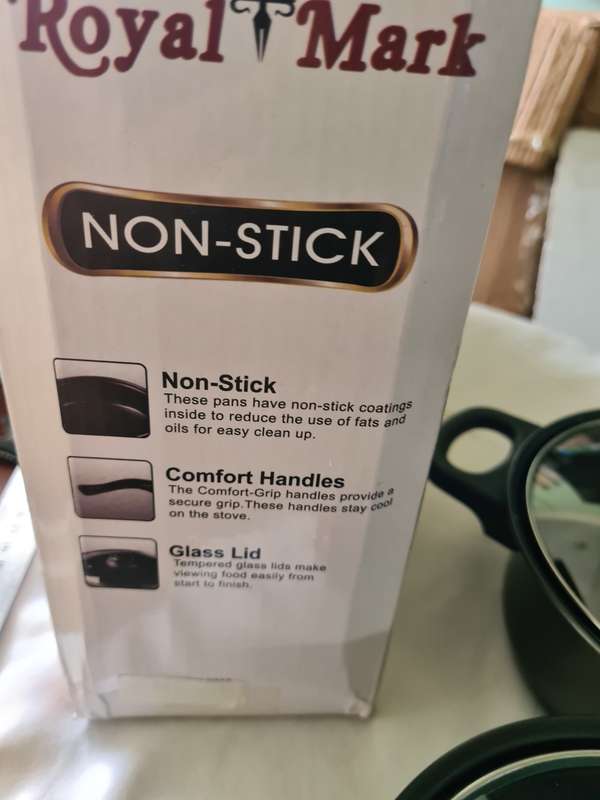 Royal Mark
NON-STICK
Non-Stick
These pans have non-stick coatings
inside to reduce the use of fats and
oils for easy clean up.
Comfort Handles
The Comfort-Grip handles provide a
secure grip.These handles stay cool
on the stove.
Glass Lid
Tempered glass lids make
viewing food easily from
start to finish.